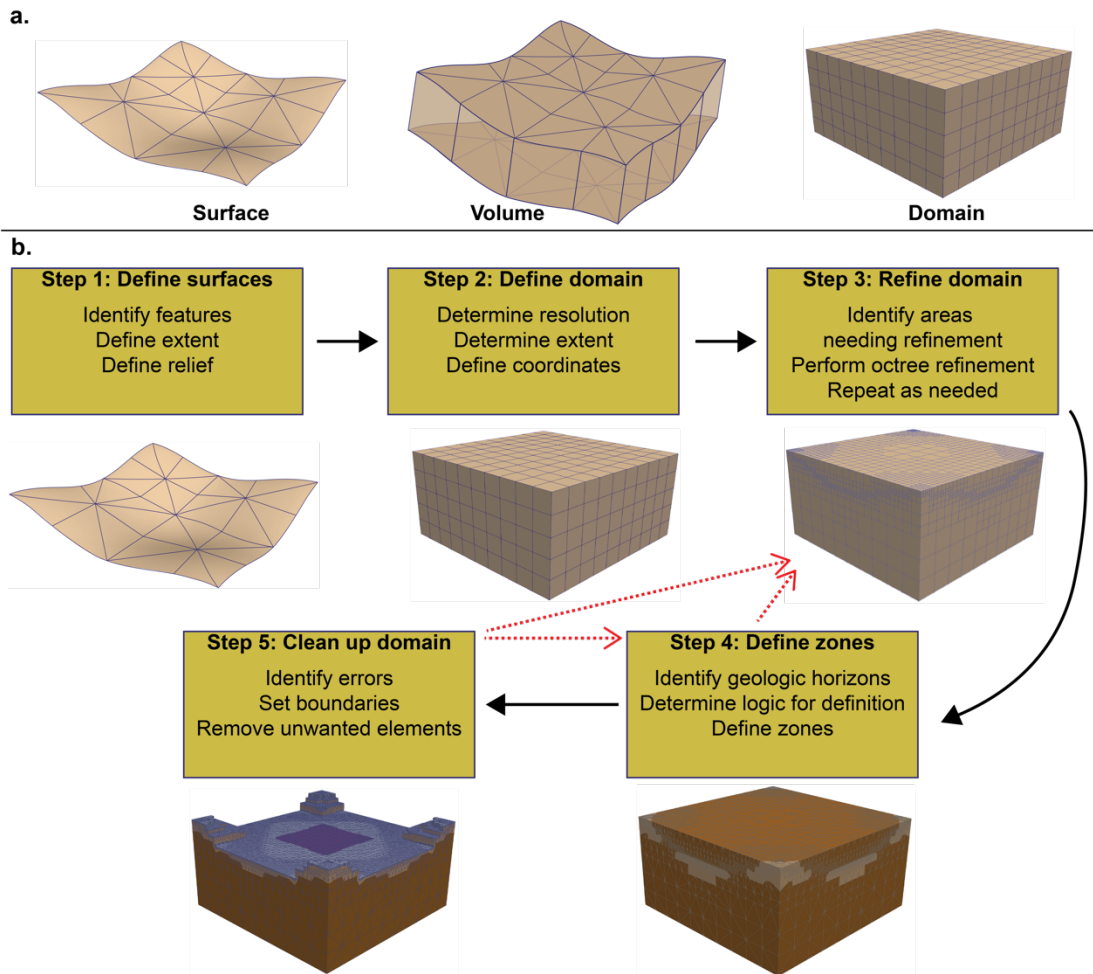 a.
Surface
Volume
Domain
b.
Step 1: Define surfaces
Identify features
Define extent
Define relief
Step 2: Define domain
Determine resolution
Determine extent
Define coordinates
Step 3: Refine domain
Identify areas
needing refinement
Perform octree refinement
Repeat as needed
Step 5: Clean up domain
Identify errors
Set boundaries
Remove unwanted elements
Step 4: Define zones
Identify geologic horizons
Determine logic for definition
Define zones